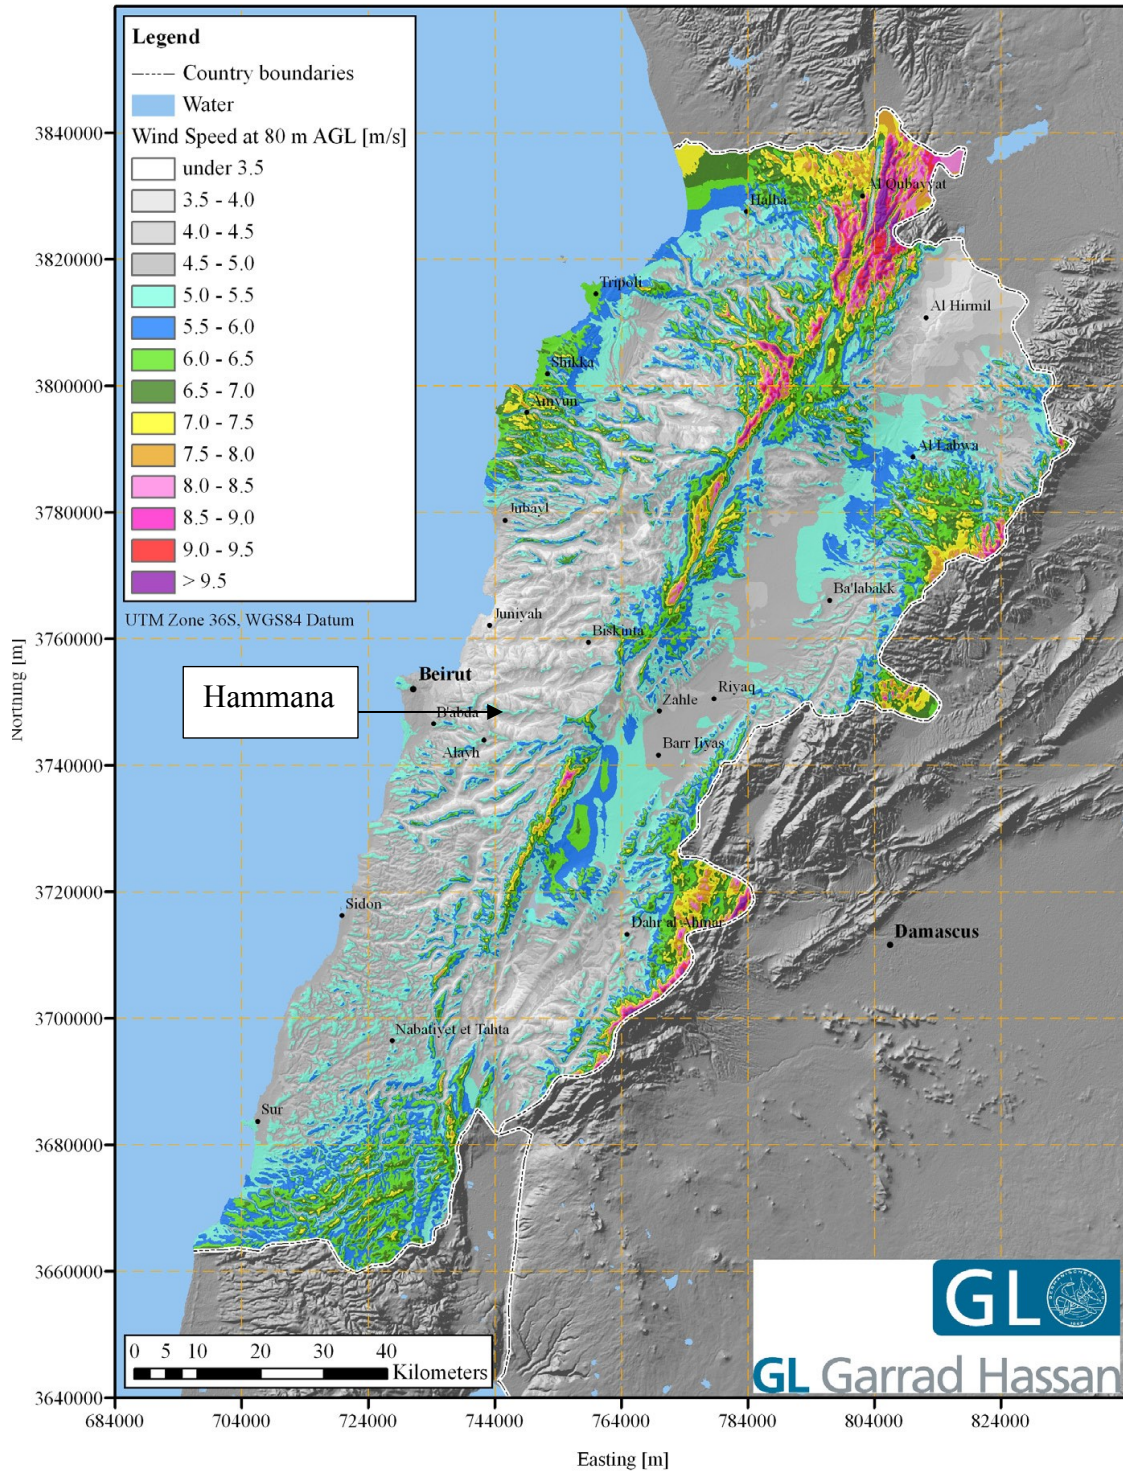 Legend
Country boundaries
Water
Wind Speed at 80 m AGL [m/s]
under 3.5
3.5 - 4.0
4.0 - 4.5
4.5 - 5.0
5.0 - 5.5
5.5 - 6.0
6.0 - 6.5
6.5 - 7.0
7.0 - 7.5
7.5 - 8.0
8.0 - 8.5
8.5 - 9.0
9.0 - 9.5
> 9.5
UTM Zone 36S, WGS84 Datum
Hammana
Al Qubayyat
Halba
Tripoli
Al Hirmil
Shikka
Amyun
Al Labwa
Jubayl
Ba'labakk
Juniyah
Biskinta
Beirut
Riyaq
Zahle
B'abda
Alayh
Barr Iiyas
Sidon
Dahr al Ahmar
Damascus
Nabatiyet et Tahta
Sur
Northing [m]
3840000
3820000
3800000
3780000
3760000
3740000
3720000
3700000
3680000
3660000
3640000
0 5 10 20 30 40
Kilometers
GL
GL Garrad Hassan
684000 704000 724000 744000 764000 784000 804000 824000
Easting [m]